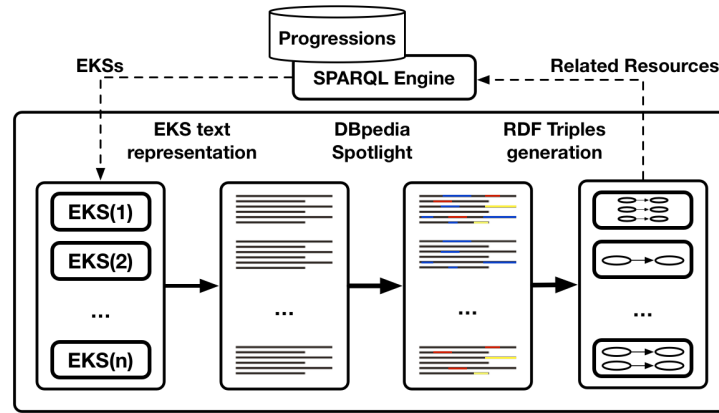 Progressions
EKSs
SPARQL Engine
Related Resources
EKS text
representation
DBpedia
Spotlight
RDF Triples
generation
EKS(1)
EKS(2)
...
EKS(n)
...
...
...